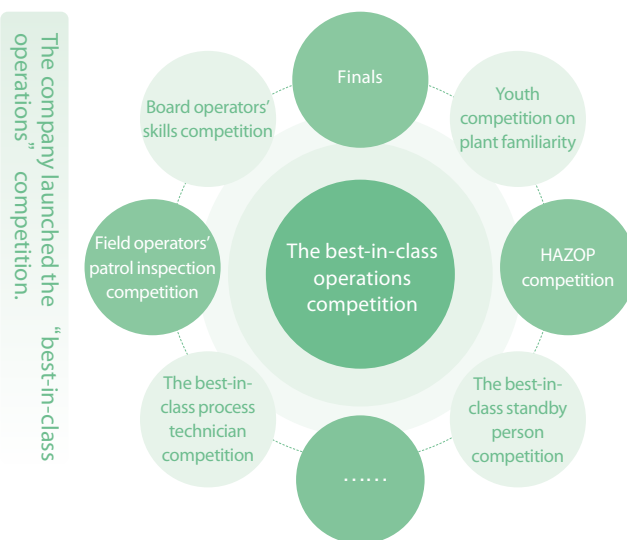 The company launched the “best-in-class
operations” competition.
Finals
Youth
competition on
plant familiarity
HAZOP
competition
The best-in-
class standby
person
competition
……
The best-in-
class process
technician
competition
Field operators’
patrol inspection
competition
Board operators’
skills competition
The best-in-class
operations
competition